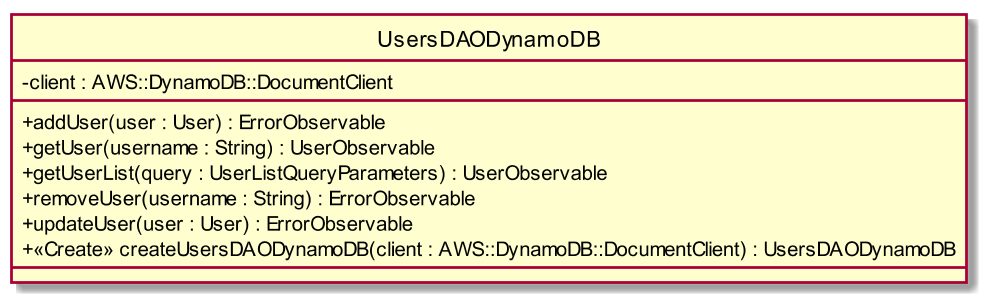 UsersDAODynamoDB
-client : AWS::DynamoDB::DocumentClient
+addUser(user : User) : ErrorObservable
+getUser(username : String) : UserObservable
+getUserList(query : UserListQueryParameters) : UserObservable
+removeUser(username : String) : ErrorObservable
+updateUser(user : User) : ErrorObservable
+«Create» createUsersDAODynamoDB(client : AWS::DynamoDB::DocumentClient) : UsersDAODynamoDB